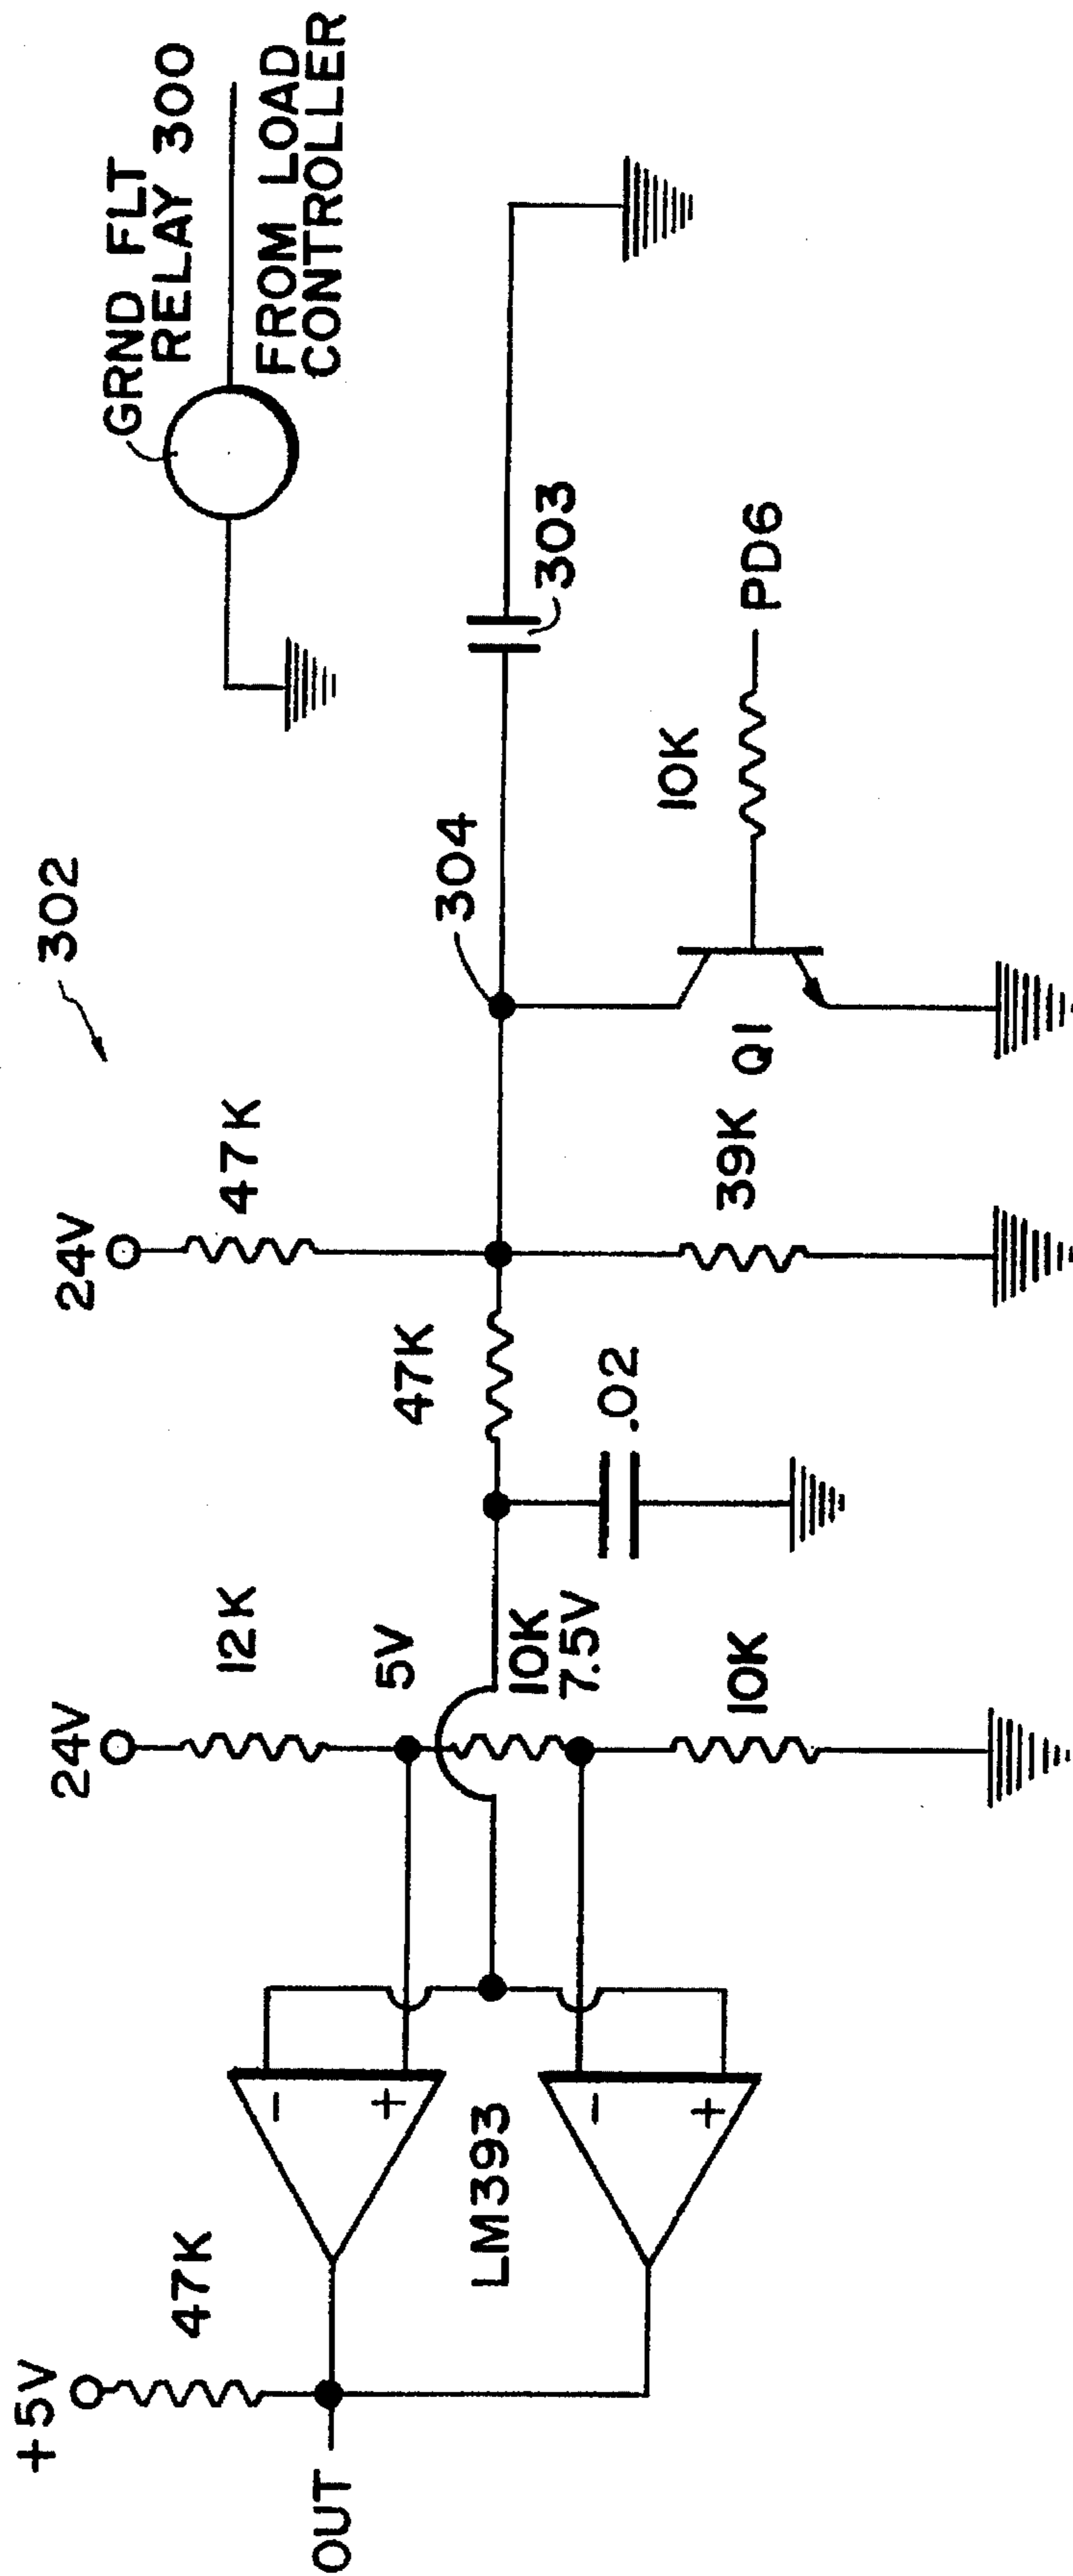 GRND FLT
RELAY 300
FROM LOAD
CONTROLLER
302
+5V
47K
OUT
LM393
-
+
-
+
24V
12K
5V
10K
7.5V
10K
47K
.02
24V
47K
39K
304
303
Q1
10K
PD6